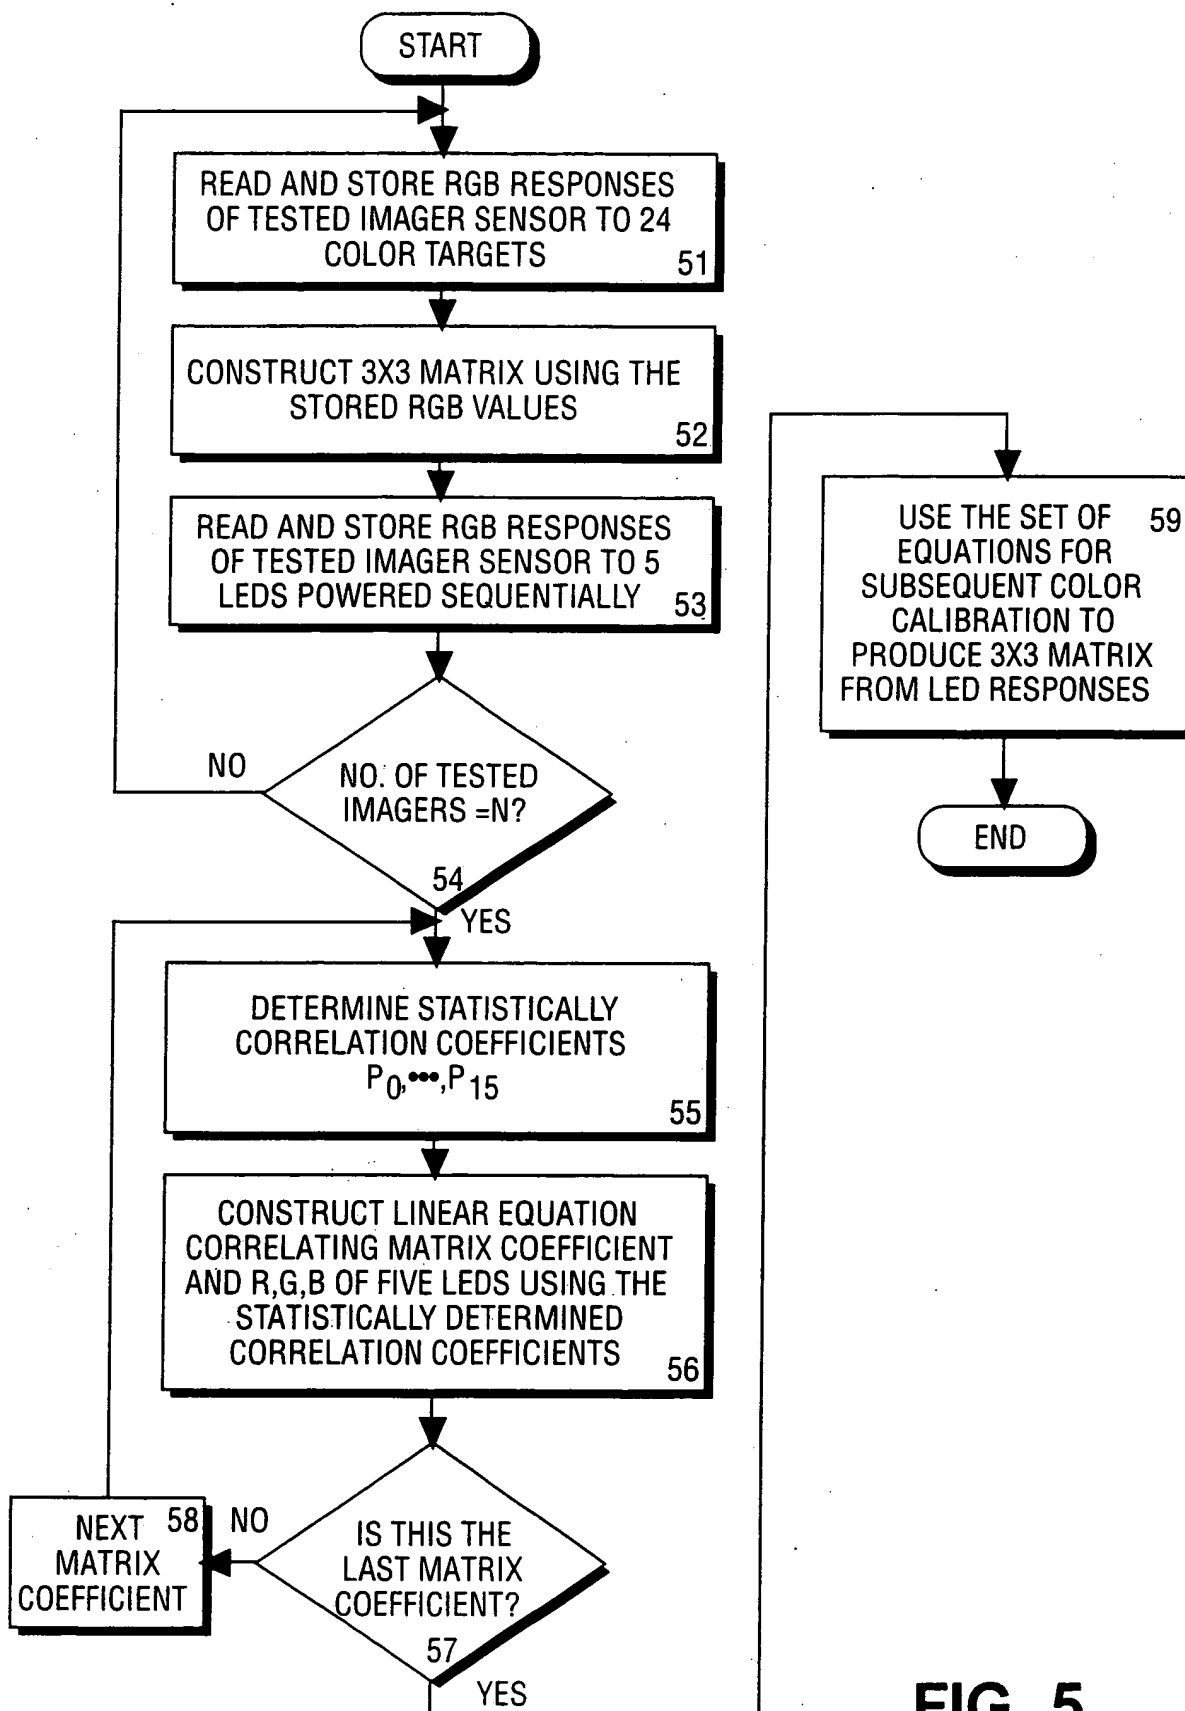 START
READ AND STORE RGB RESPONSES
OF TESTED IMAGER SENSOR TO 24
COLOR TARGETS
51
CONSTRUCT 3X3 MATRIX USING THE
STORED RGB VALUES
52
READ AND STORE RGB RESPONSES
OF TESTED IMAGER SENSOR TO 5
LEDS POWERED SEQUENTIALLY
53
NO. OF TESTED
IMAGERS =N?
54
NO
YES
DETERMINE STATISTICALLY
CORRELATION COEFFICIENTS
P0,•••,P15
55
CONSTRUCT LINEAR EQUATION
CORRELATING MATRIX COEFFICIENT
AND R,G,B OF FIVE LEDS USING THE
STATISTICALLY DETERMINED
CORRELATION COEFFICIENTS
56
IS THIS THE
LAST MATRIX
COEFFICIENT?
57
NO
NEXT
MATRIX
COEFFICIENT
58
YES
USE THE SET OF
EQUATIONS FOR
SUBSEQUENT COLOR
CALIBRATION TO
PRODUCE 3X3 MATRIX
FROM LED RESPONSES
59
END
FIG. 5